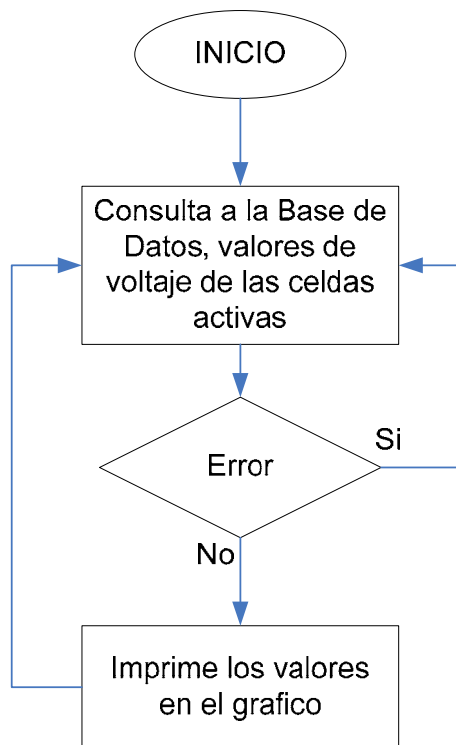 INICIO
Consulta a la Base de
Datos, valores de
voltaje de las celdas
activas
Error
Si
No
Imprime los valores
en el grafico